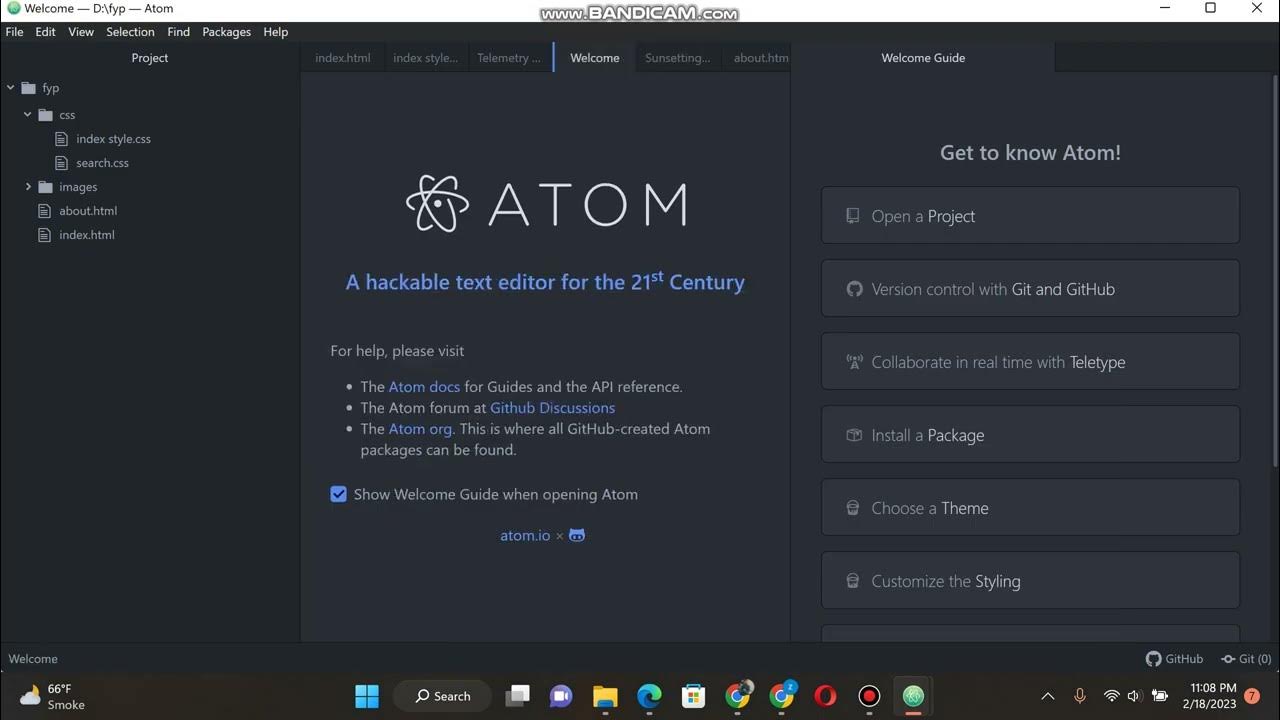 Welcome — D:\fyp — Atom
www.BANDICAM.com
File Edit View Selection Find Packages Help
Project
index.html
index style...
Telemetry ...
Welcome
Sunsetting...
about.htm
Welcome Guide
fyp
css
index style.css
search.css
images
about.html
index.html
ATOM
A hackable text editor for the 21st Century
For help, please visit
• The Atom docs for Guides and the API reference.
• The Atom forum at Github Discussions
• The Atom org. This is where all GitHub-created Atom
packages can be found.
Show Welcome Guide when opening Atom
atom.io ×
Get to know Atom!
Open a Project
Version control with Git and GitHub
Collaborate in real time with Teletype
Install a Package
Choose a Theme
Customize the Styling
Welcome
GitHub
Git (0)
66°F
Smoke
Search
Z
11:08 PM
2/18/2023
7